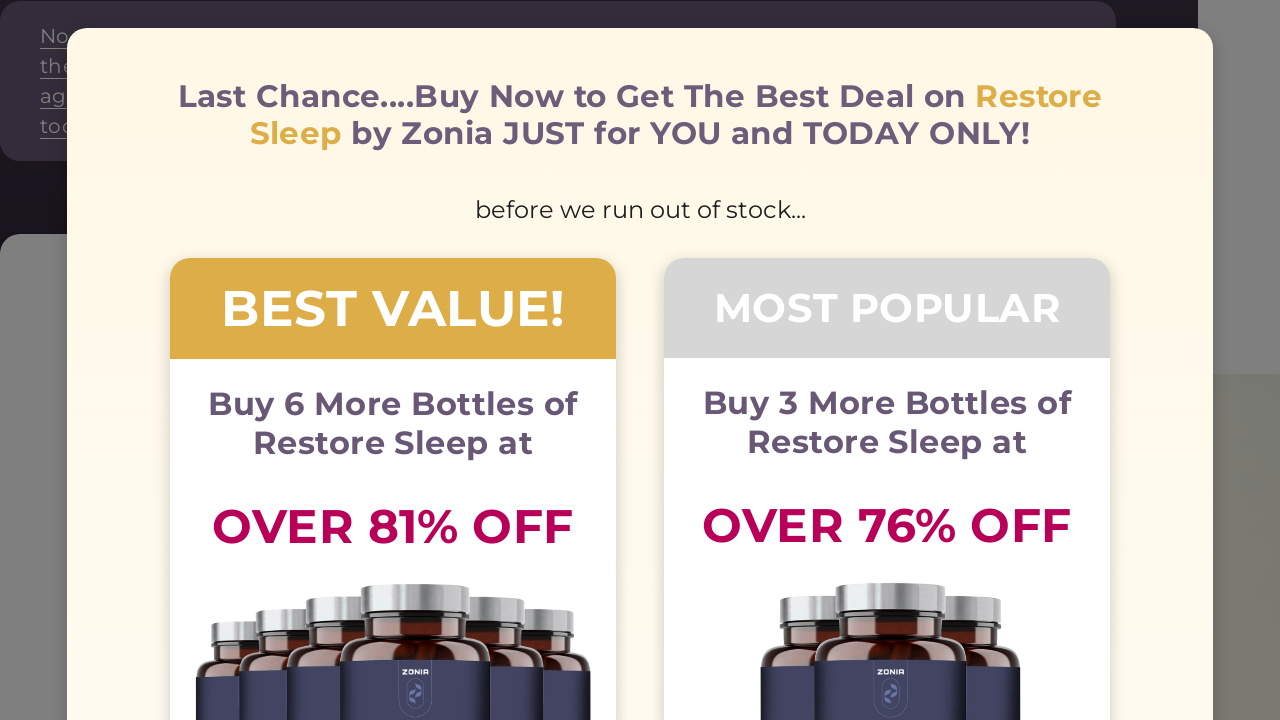 No
the
ag
Last Chance....Buy Now to Get The Best Deal on Restore
Sleep by Zonia JUST for YOU and TODAY ONLY!
before we run out of stock...
BEST VALUE!
Buy 6 More Bottles of
Restore Sleep at
OVER 81% OFF
ZONIA
MOST POPULAR
Buy 3 More Bottles of
Restore Sleep at
OVER 76% OFF
ZONIA